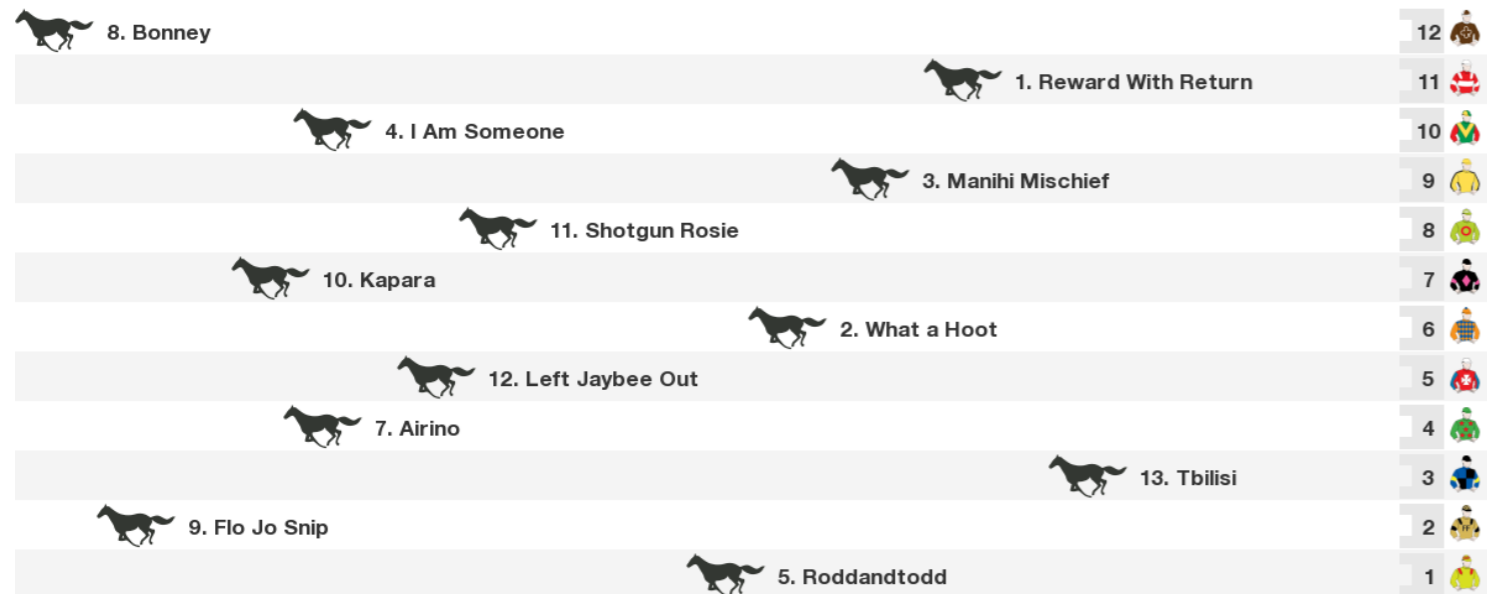 8. Bonney 12
1. Reward With Return 11
4. I Am Someone 10
3. Manihi Mischief 9
11. Shotgun Rosie 8
10. Kapara 7
2. What a Hoot 6
12. Left Jaybee Out 5
7. Airino 4
13. Tbilisi 3
9. Flo Jo Snip 2
5. Roddandtodd 1